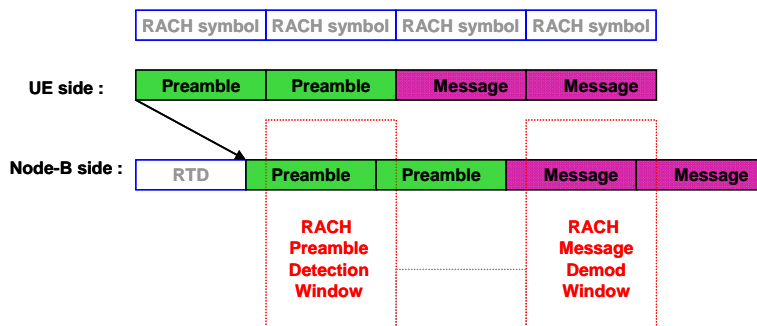 RACH symbol RACH symbol RACH symbol RACH symbol
UE side : Preamble Preamble Message Message
Node-B side : RTD Preamble Preamble Message Message
RACH
Preamble
Detection
Window
RACH
Message
Demod
Window